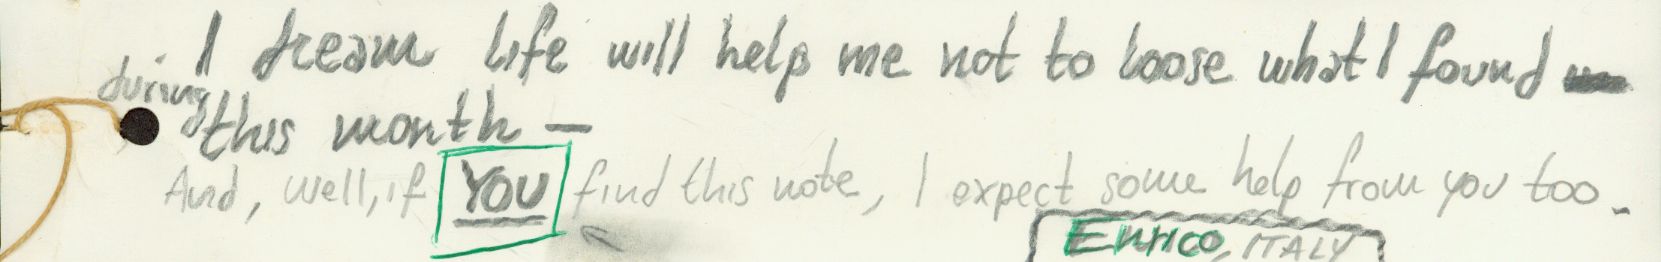 I dream life will help me not to loose what I found
during this month —
And, well, if YOU find this note, I expect some help from you too.
Enrico, ITALY